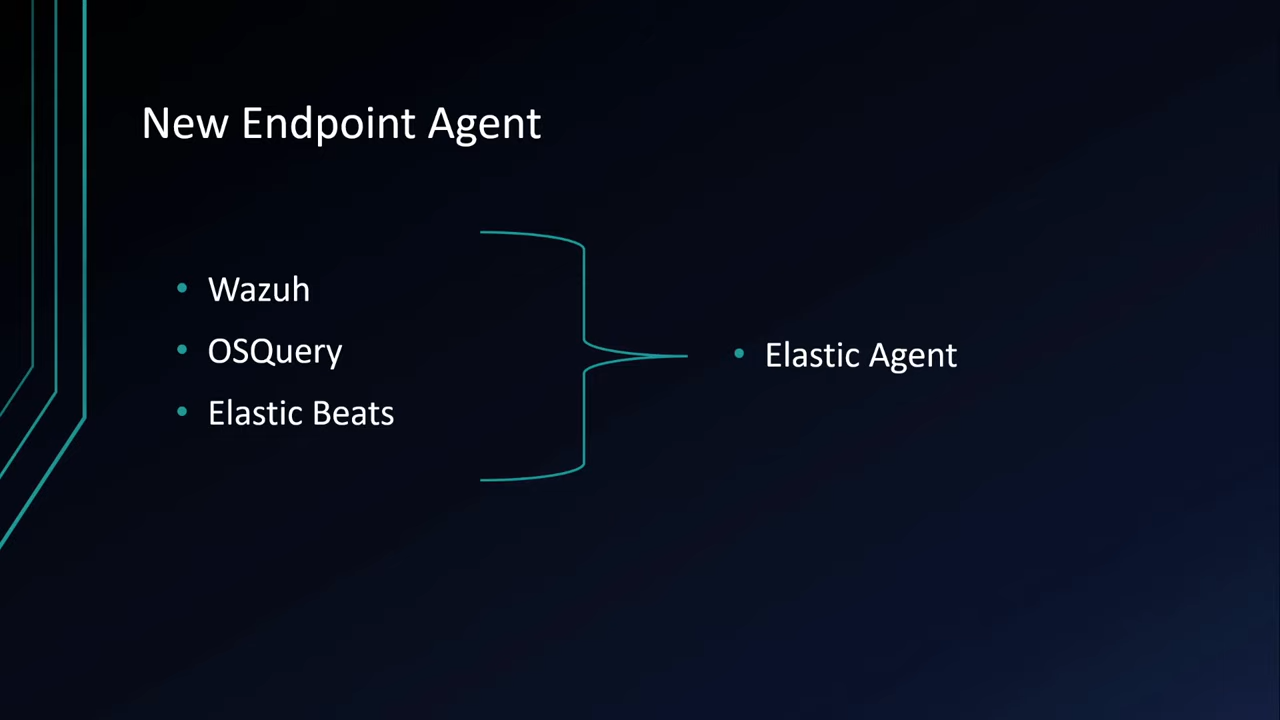 New Endpoint Agent
• Wazuh
• OSQuery
• Elastic Beats
• Elastic Agent